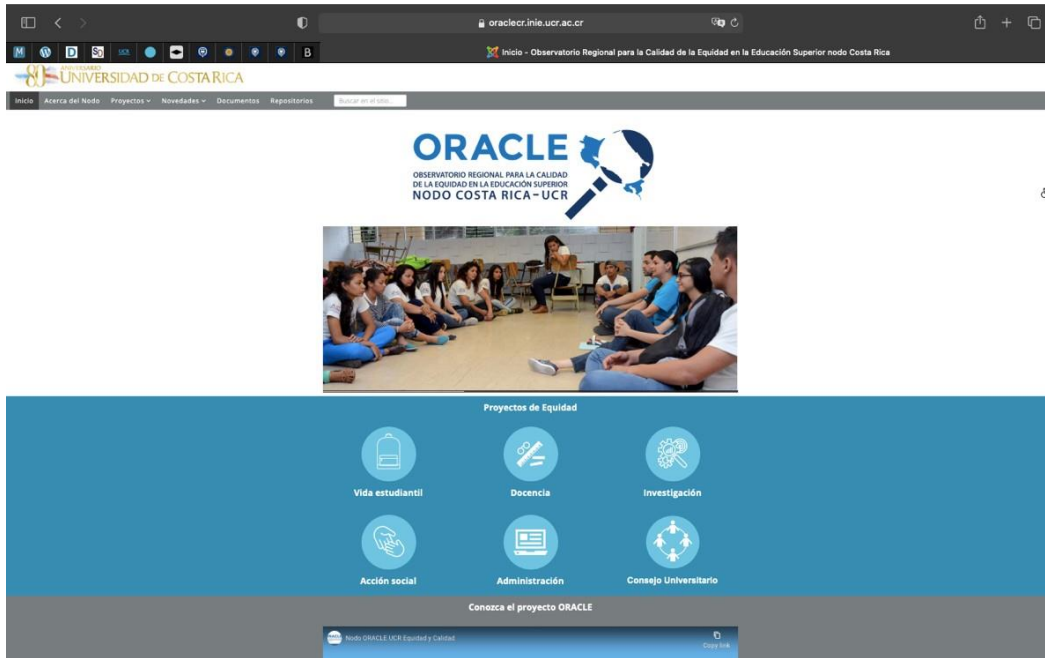 oraclecr.inie.ucr.ac.cr
M D SD UCR B
Inicio - Observatorio Regional para la Calidad de la Equidad en la Educación Superior nodo Costa Rica
80 ANIVERSARIO
UNIVERSIDAD DE COSTA RICA
Inicio Acerca del Nodo Proyectos Novedades Documentos Repositorios Buscar en el sitio...
ORACLE
OBSERVATORIO REGIONAL PARA LA CALIDAD
DE LA EQUIDAD EN LA EDUCACIÓN SUPERIOR
NODO COSTA RICA-UCR
Proyectos de Equidad
Vida estudiantil Docencia Investigación
Acción social Administración Consejo Universitario
Conozca el proyecto ORACLE
Nodo ORACLE UCR Equidad y Calidad
Copy link